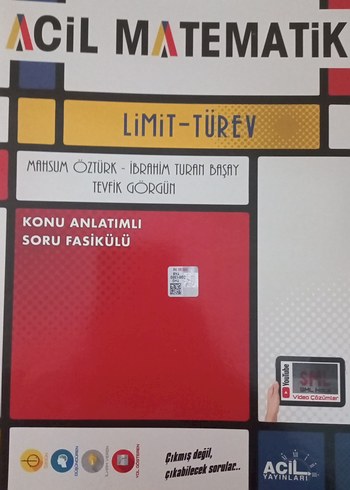 ACİL MATEMATİK
LİMİT-TÜREV
MAHSUM ÖZTÜRK - İBRAHİM TURAN BAŞAY
TEVFİK GÖRGÜN
KONU ANLATIMLI
SORU FASİKÜLÜ
YouTube
SML
Video Çözümler
Çıkmış değil,
çıkabilecek sorular...
ACİL
YAYINLARI